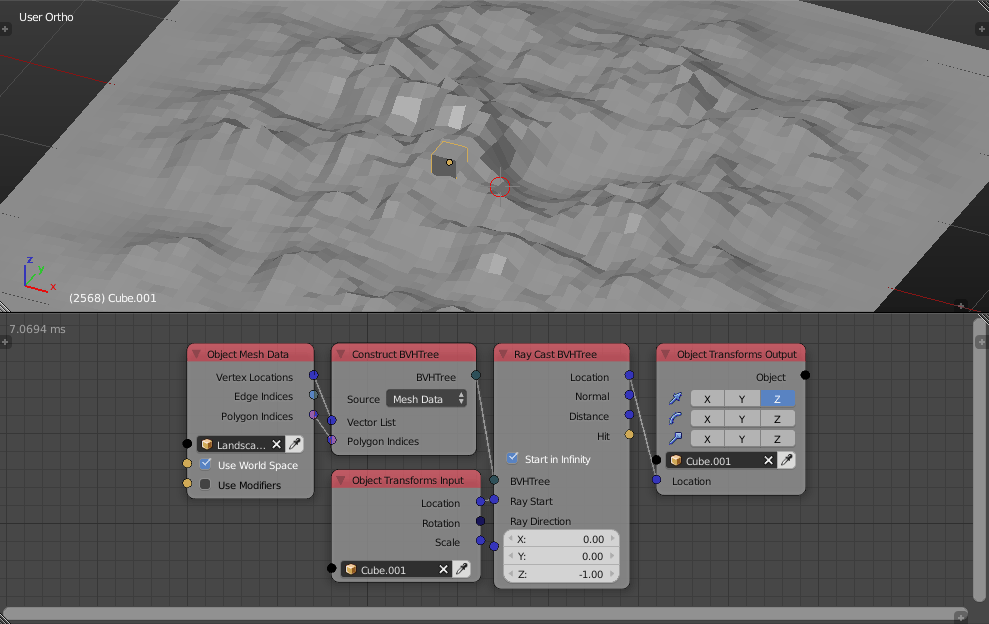 User Ortho
z
y
x
(2568) Cube.001
7.0694 ms
Object Mesh Data
Vertex Locations
Edge Indices
Polygon Indices
Landsca...
Use World Space
Use Modifiers
Construct BVHTree
BVHTree
Source Mesh Data
Vector List
Polygon Indices
Object Transforms Input
Location
Rotation
Scale
Cube.001
Ray Cast BVHTree
Location
Normal
Distance
Hit
Start in Infinity
BVHTree
Ray Start
Ray Direction
X: 0.00
Y: 0.00
Z: -1.00
Object Transforms Output
Object
X Y Z
X Y Z
X Y Z
Cube.001
Location